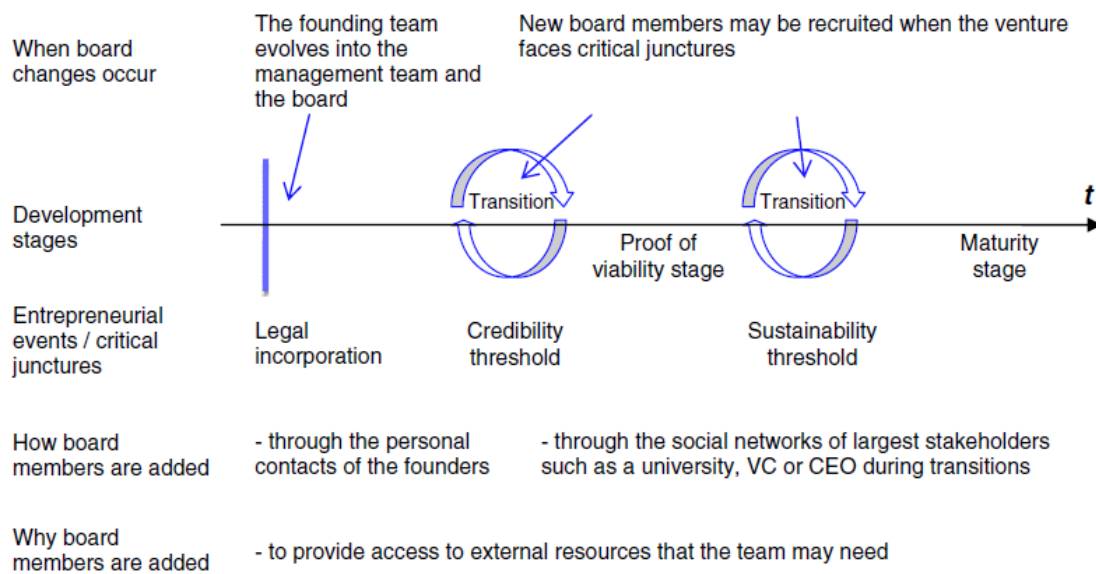 When board
changes occur
The founding team
evolves into the
management team and
the board
New board members may be recruited when the venture
faces critical junctures
Development
stages
Transition
Transition
t
Proof of
viability stage
Maturity
stage
Entrepreneurial
events / critical
junctures
Legal
incorporation
Credibility
threshold
Sustainability
threshold
How board
members are added
- through the personal
contacts of the founders
- through the social networks of largest stakeholders
such as a university, VC or CEO during transitions
Why board
members are added
- to provide access to external resources that the team may need